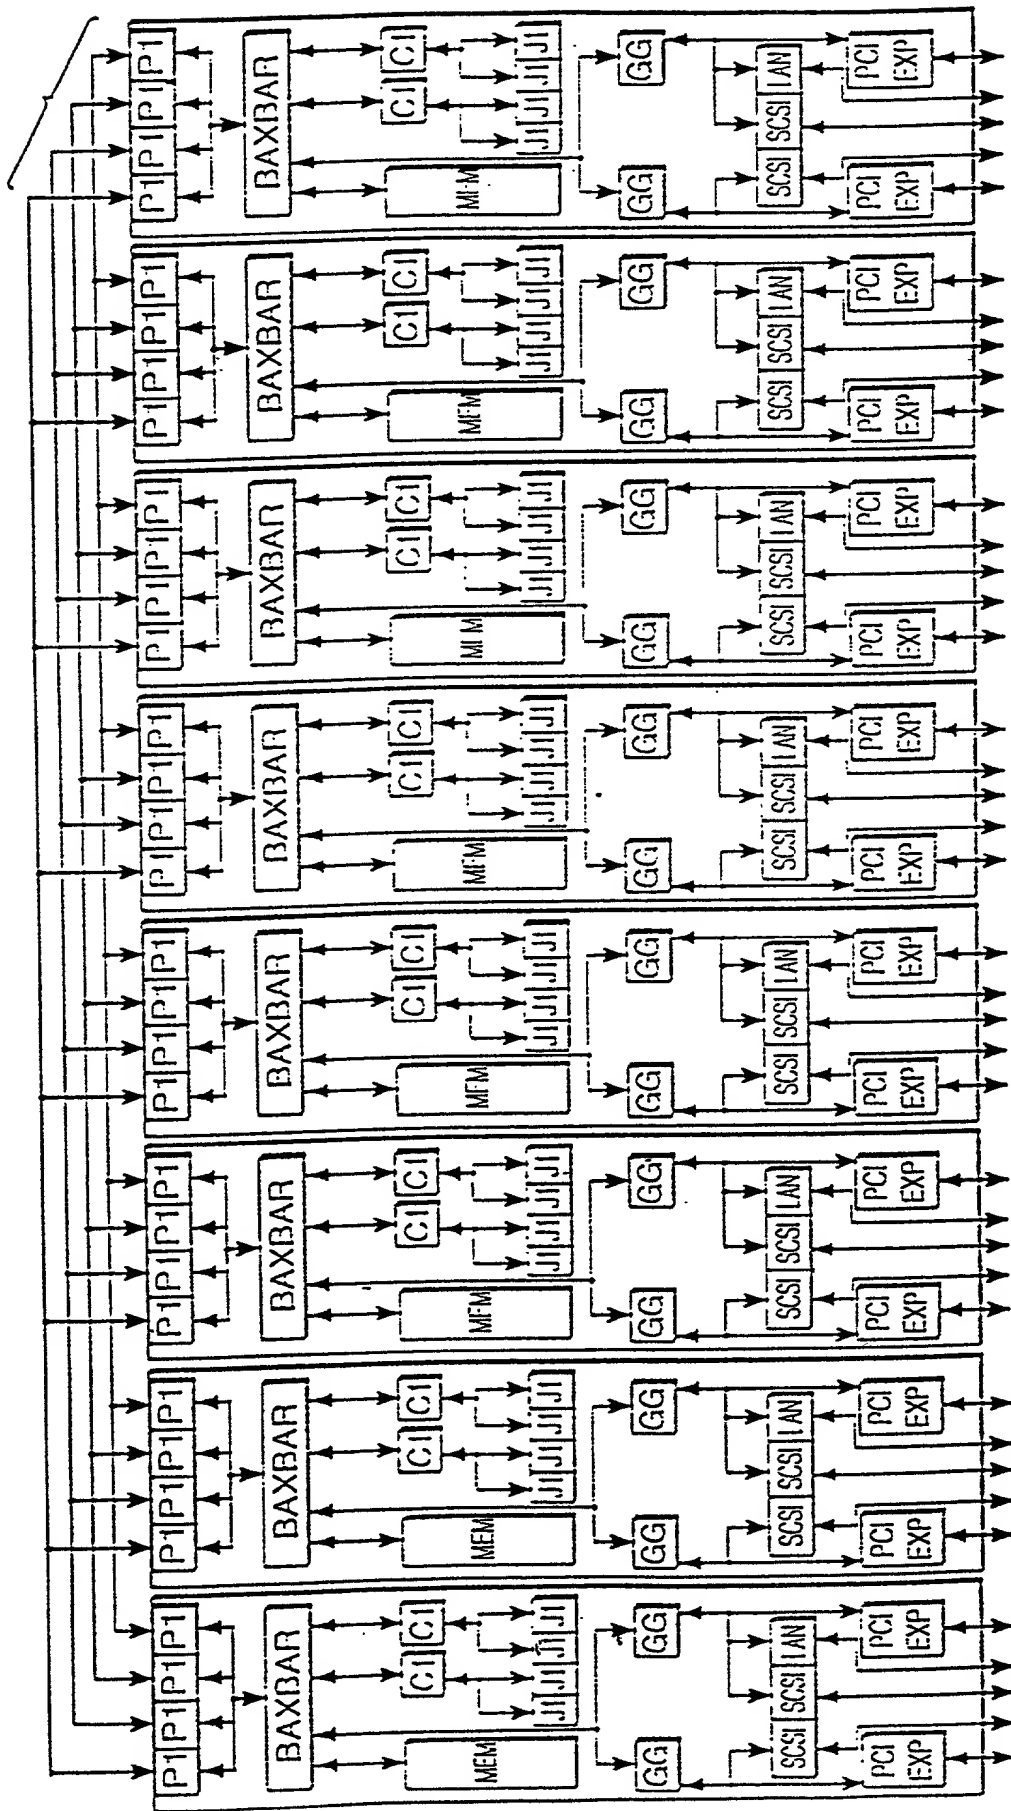 P1 P1 P1 P1
BAXBAR
C1 C1
MEM
J1 J1 J1 J1
GG GG
SCSI SCSI LAN
PCI EXP
PCI EXP
P1 P1 P1 P1
BAXBAR
C1 C1
MEM
J1 J1 J1 J1
GG GG
SCSI SCSI LAN
PCI EXP
PCI EXP
P1 P1 P1 P1
BAXBAR
C1 C1
MEM
J1 J1 J1 J1
GG GG
SCSI SCSI LAN
PCI EXP
PCI EXP
P1 P1 P1 P1
BAXBAR
C1 C1
MEM
J1 J1 J1 J1
GG GG
SCSI SCSI LAN
PCI EXP
PCI EXP
P1 P1 P1 P1
BAXBAR
C1 C1
MEM
J1 J1 J1 J1
GG GG
SCSI SCSI LAN
PCI EXP
PCI EXP
P1 P1 P1 P1
BAXBAR
C1 C1
MEM
J1 J1 J1 J1
GG GG
SCSI SCSI LAN
PCI EXP
PCI EXP
P1 P1 P1 P1
BAXBAR
C1 C1
MEM
J1 J1 J1 J1
GG GG
SCSI SCSI LAN
PCI EXP
PCI EXP
P1 P1 P1 P1
BAXBAR
C1 C1
MEM
J1 J1 J1 J1
GG GG
SCSI SCSI LAN
PCI EXP
PCI EXP